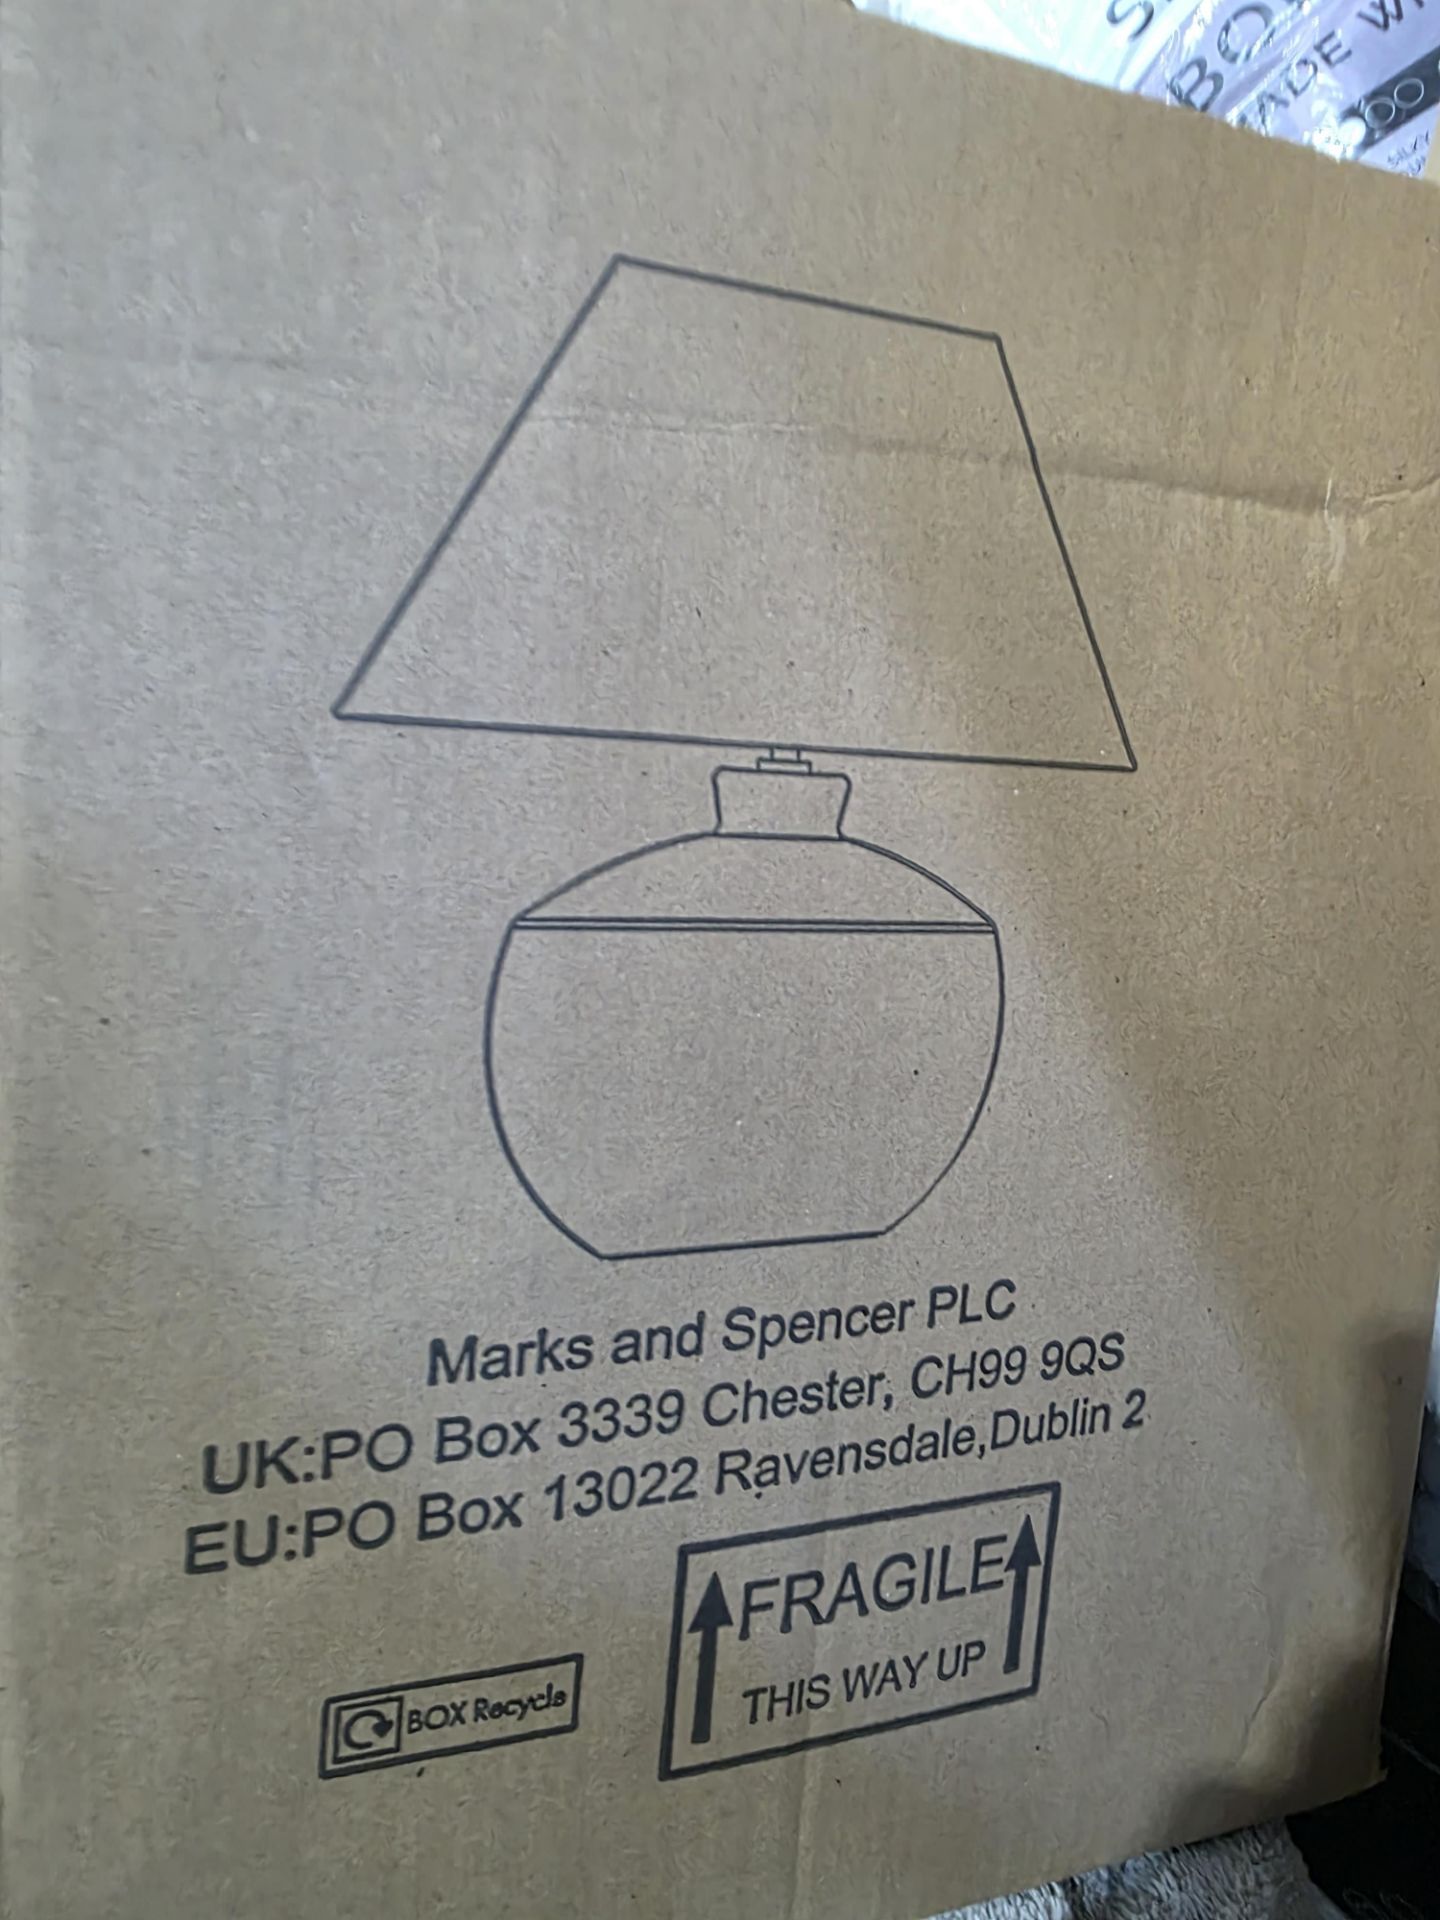 Marks and Spencer PLC
UK:PO Box 3339 Chester, CH99 9QS
EU:PO Box 13022 Ravensdale,Dublin 2
FRAGILE
THIS WAY UP
BOX Recycle